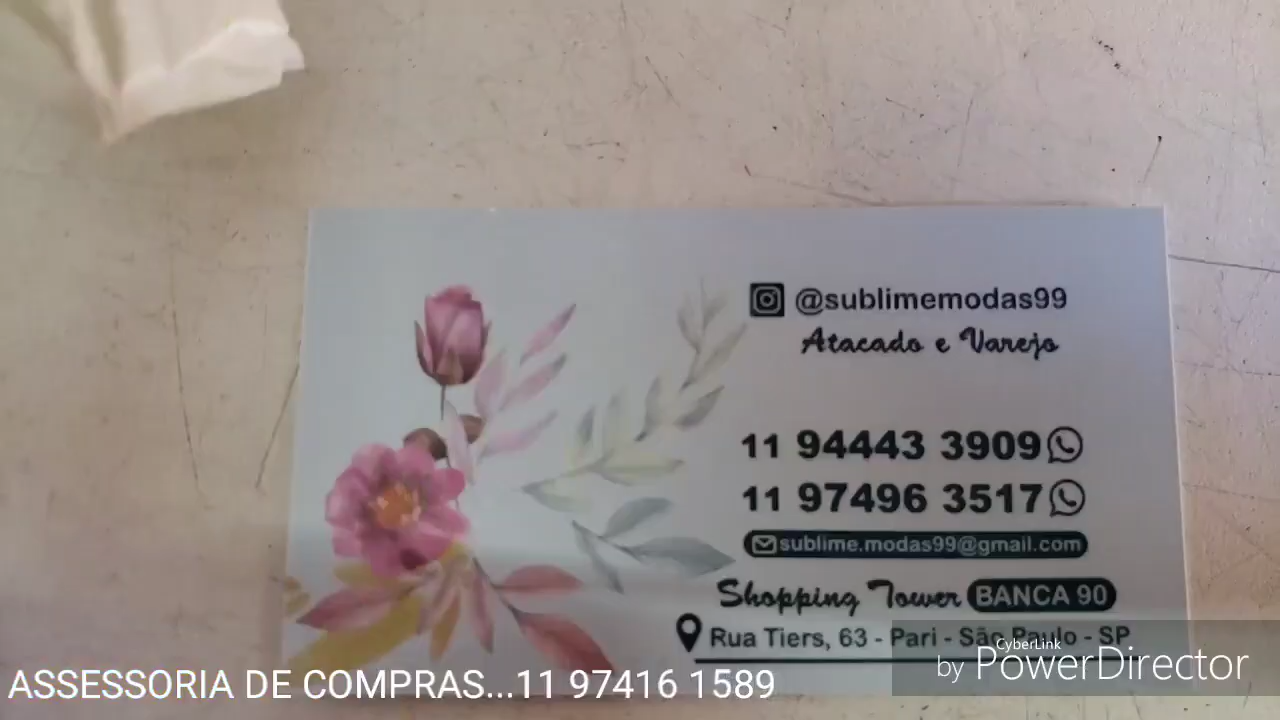 @sublimemodas99
Atacado e Varejo
11 94443 3909
11 97496 3517
sublime.modas99@gmail.com
Shopping Tower BANCA 90
Rua Tiers, 63 - Pari - São Paulo - SP
ASSESSORIA DE COMPRAS...11 97416 1589
CyberLink
by PowerDirector